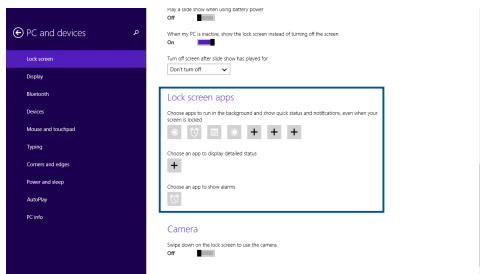 PC and devices
Lock screen
Display
Bluetooth
Devices
Mouse and touchpad
Typing
Corners and edges
Power and sleep
AutoPlay
PC info
Play a slide show when using battery power
Off
When my PC is inactive, show the lock screen instead of turning off the screen
On
Turn off screen after slide show has played for
Don't turn off
Lock screen apps
Choose apps to run in the background and show quick status and notifications, even when your
screen is locked
Choose an app to display detailed status
Choose an app to show alarms
Camera
Swipe down on the lock screen to use the camera
Off